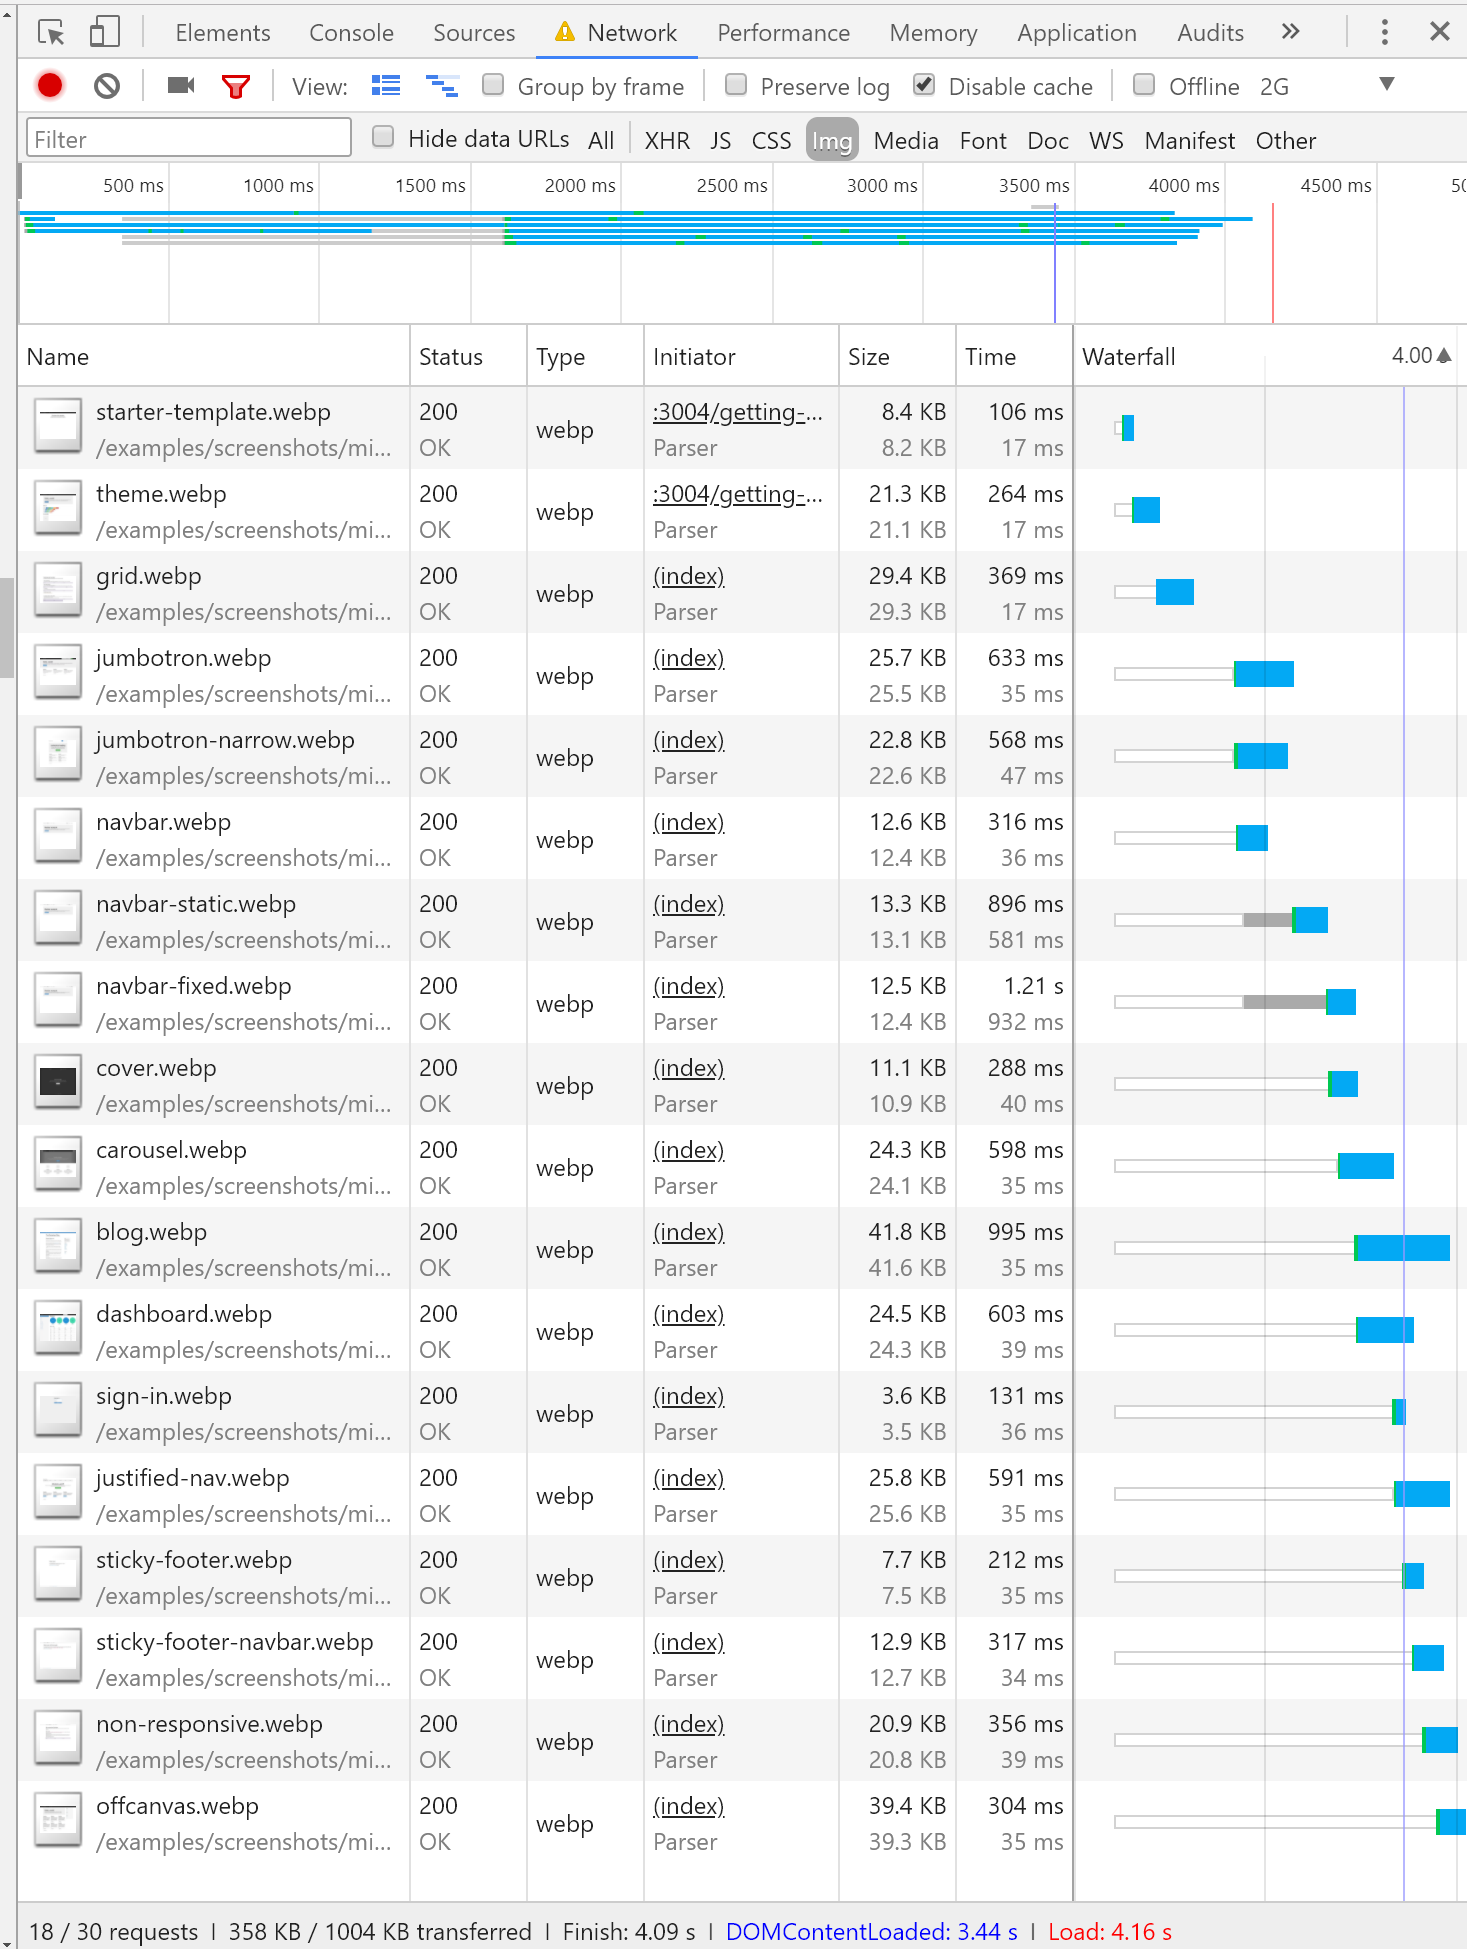 Elements Console Sources Network Performance Memory Application Audits »
View: Group by frame Preserve log Disable cache Offline 2G
Filter Hide data URLs All XHR JS CSS Img Media Font Doc WS Manifest Other
500 ms 1000 ms 1500 ms 2000 ms 2500 ms 3000 ms 3500 ms 4000 ms 4500 ms
Name Status Type Initiator Size Time Waterfall 4.00
starter-template.webp 200 webp :3004/getting-... 8.4 KB 106 ms
/examples/screenshots/mi... OK Parser 8.2 KB 17 ms
theme.webp 200 webp :3004/getting-... 21.3 KB 264 ms
/examples/screenshots/mi... OK Parser 21.1 KB 17 ms
grid.webp 200 webp (index) 29.4 KB 369 ms
/examples/screenshots/mi... OK Parser 29.3 KB 17 ms
jumbotron.webp 200 webp (index) 25.7 KB 633 ms
/examples/screenshots/mi... OK Parser 25.5 KB 35 ms
jumbotron-narrow.webp 200 webp (index) 22.8 KB 568 ms
/examples/screenshots/mi... OK Parser 22.6 KB 47 ms
navbar.webp 200 webp (index) 12.6 KB 316 ms
/examples/screenshots/mi... OK Parser 12.4 KB 36 ms
navbar-static.webp 200 webp (index) 13.3 KB 896 ms
/examples/screenshots/mi... OK Parser 13.1 KB 581 ms
navbar-fixed.webp 200 webp (index) 12.5 KB 1.21 s
/examples/screenshots/mi... OK Parser 12.4 KB 932 ms
cover.webp 200 webp (index) 11.1 KB 288 ms
/examples/screenshots/mi... OK Parser 10.9 KB 40 ms
carousel.webp 200 webp (index) 24.3 KB 598 ms
/examples/screenshots/mi... OK Parser 24.1 KB 35 ms
blog.webp 200 webp (index) 41.8 KB 995 ms
/examples/screenshots/mi... OK Parser 41.6 KB 35 ms
dashboard.webp 200 webp (index) 24.5 KB 603 ms
/examples/screenshots/mi... OK Parser 24.3 KB 39 ms
sign-in.webp 200 webp (index) 3.6 KB 131 ms
/examples/screenshots/mi... OK Parser 3.5 KB 36 ms
justified-nav.webp 200 webp (index) 25.8 KB 591 ms
/examples/screenshots/mi... OK Parser 25.6 KB 35 ms
sticky-footer.webp 200 webp (index) 7.7 KB 212 ms
/examples/screenshots/mi... OK Parser 7.5 KB 35 ms
sticky-footer-navbar.webp 200 webp (index) 12.9 KB 317 ms
/examples/screenshots/mi... OK Parser 12.7 KB 34 ms
non-responsive.webp 200 webp (index) 20.9 KB 356 ms
/examples/screenshots/mi... OK Parser 20.8 KB 39 ms
offcanvas.webp 200 webp (index) 39.4 KB 304 ms
/examples/screenshots/mi... OK Parser 39.3 KB 35 ms
18 / 30 requests | 358 KB / 1004 KB transferred | Finish: 4.09 s | DOMContentLoaded: 3.44 s | Load: 4.16 s